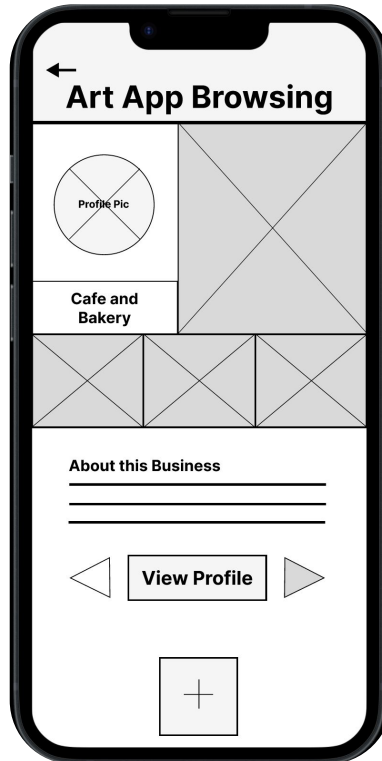 Art App Browsing
Profile Pic
Cafe and
Bakery
About this Business
View Profile